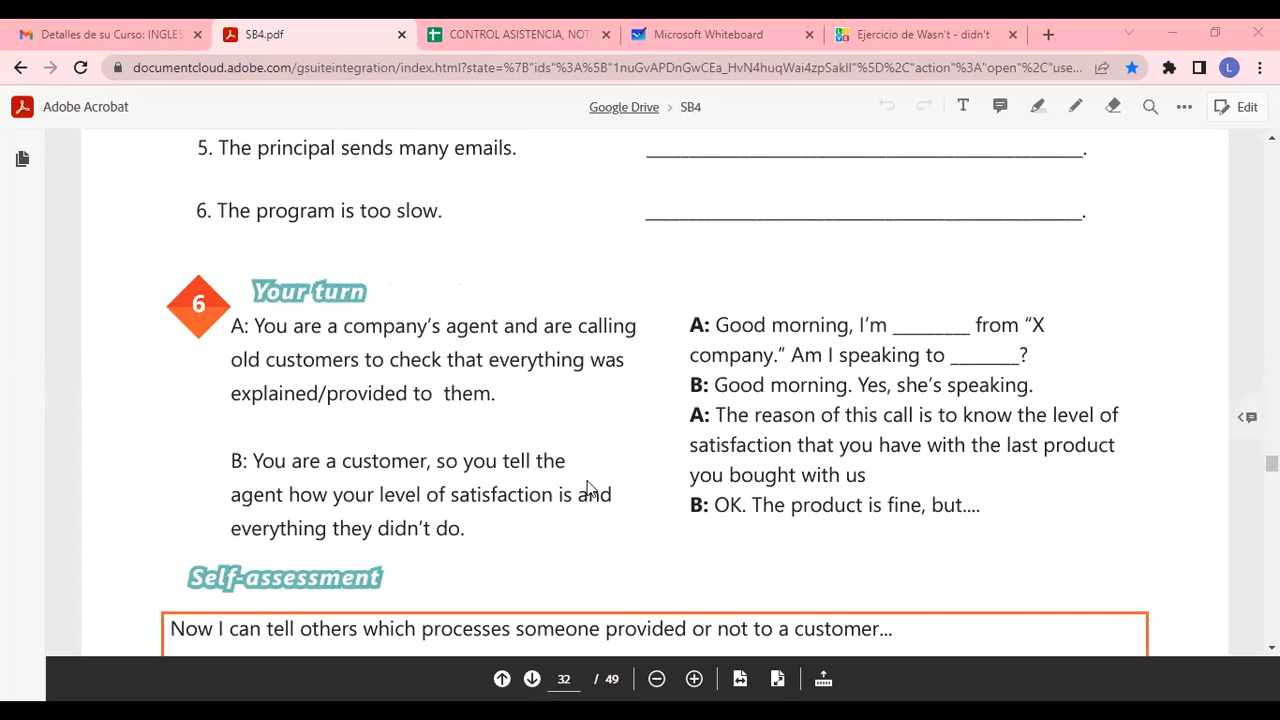 Detalles de su Curso: INGLES
SB4.pdf
CONTROL ASISTENCIA, NOTA
Microsoft Whiteboard
Ejercicio de Wasn't - didn't
documentcloud.adobe.com/gsuiteintegration/index.html?state=%7B"ids"%3A%5B"1nuGvAPDnGwCEa_HvN4huqWai4zpSakIl"%5D%2C"action"%3A"open"%2C"use...
L
Adobe Acrobat
Google Drive > SB4
Edit
5. The principal sends many emails. ________________________________________.
6. The program is too slow. ________________________________________.
6
Your turn
A: You are a company's agent and are calling
old customers to check that everything was
explained/provided to them.
B: You are a customer, so you tell the
agent how your level of satisfaction is and
everything they didn't do.
A: Good morning, I'm ________ from "X
company." Am I speaking to _______?
B: Good morning. Yes, she's speaking.
A: The reason of this call is to know the level of
satisfaction that you have with the last product
you bought with us
B: OK. The product is fine, but....
Self-assessment
Now I can tell others which processes someone provided or not to a customer...
32 / 49